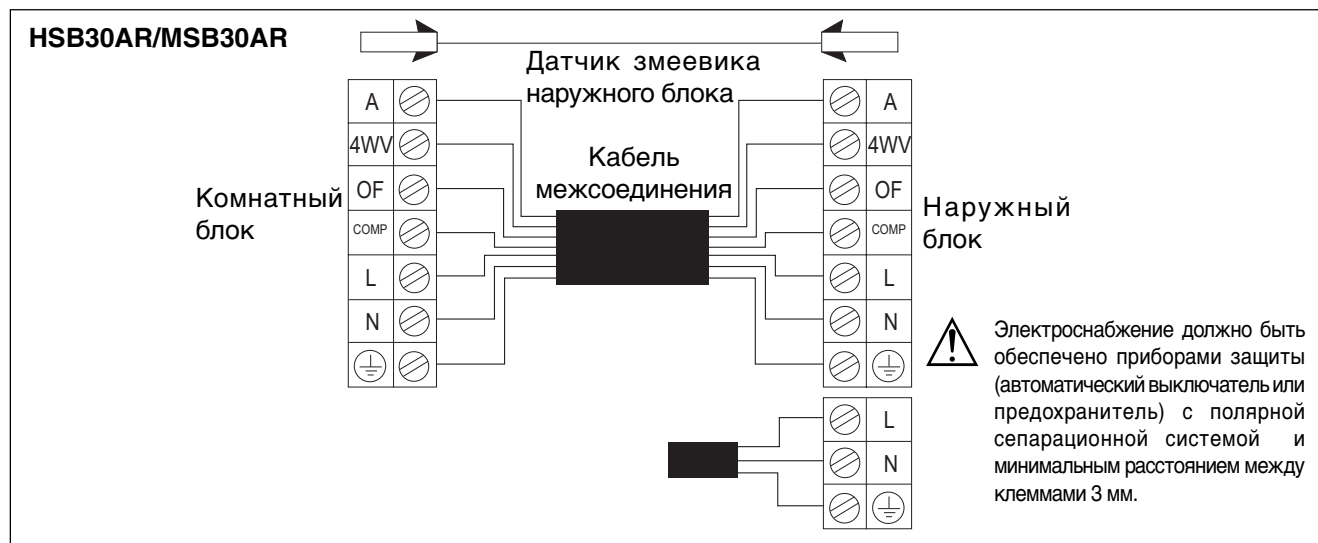 HSB30AR/MSB30AR
Датчик змеевика
наружного блока
Кабель
межсоединения
Комнатный
блок
A
4WV
OF
COMP
L
N
A
4WV
OF
COMP
L
N
Наружный
блок
L
N
Электроснабжение должно быть
обеспечено приборами защиты
(автоматический выключатель или
предохранитель) с полярной
сепарационной системой и
минимальным расстоянием между
клеммами 3 мм.